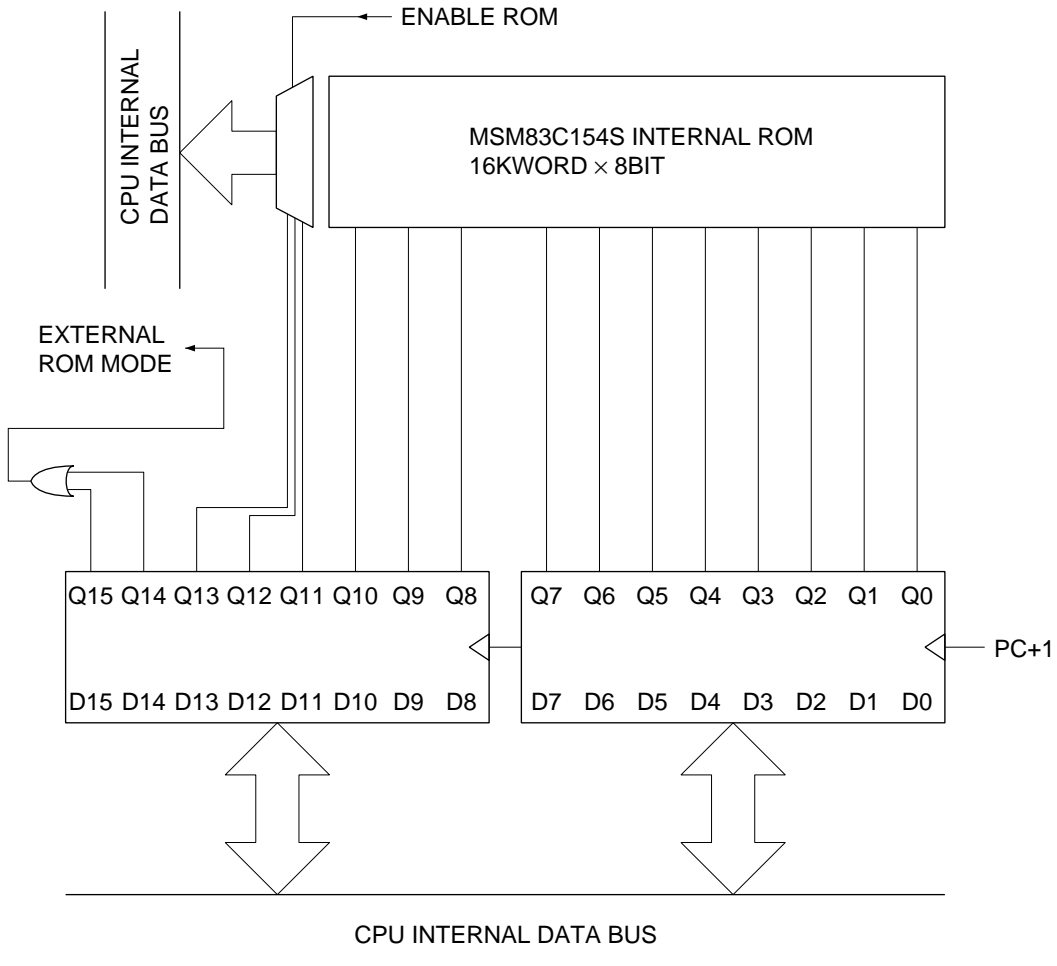 ENABLE ROM
CPU INTERNAL
DATA BUS
MSM83C154S INTERNAL ROM
16KWORD × 8BIT
EXTERNAL
ROM MODE
Q15 Q14 Q13 Q12 Q11 Q10 Q9 Q8
Q7 Q6 Q5 Q4 Q3 Q2 Q1 Q0
PC+1
D15 D14 D13 D12 D11 D10 D9 D8
D7 D6 D5 D4 D3 D2 D1 D0
CPU INTERNAL DATA BUS